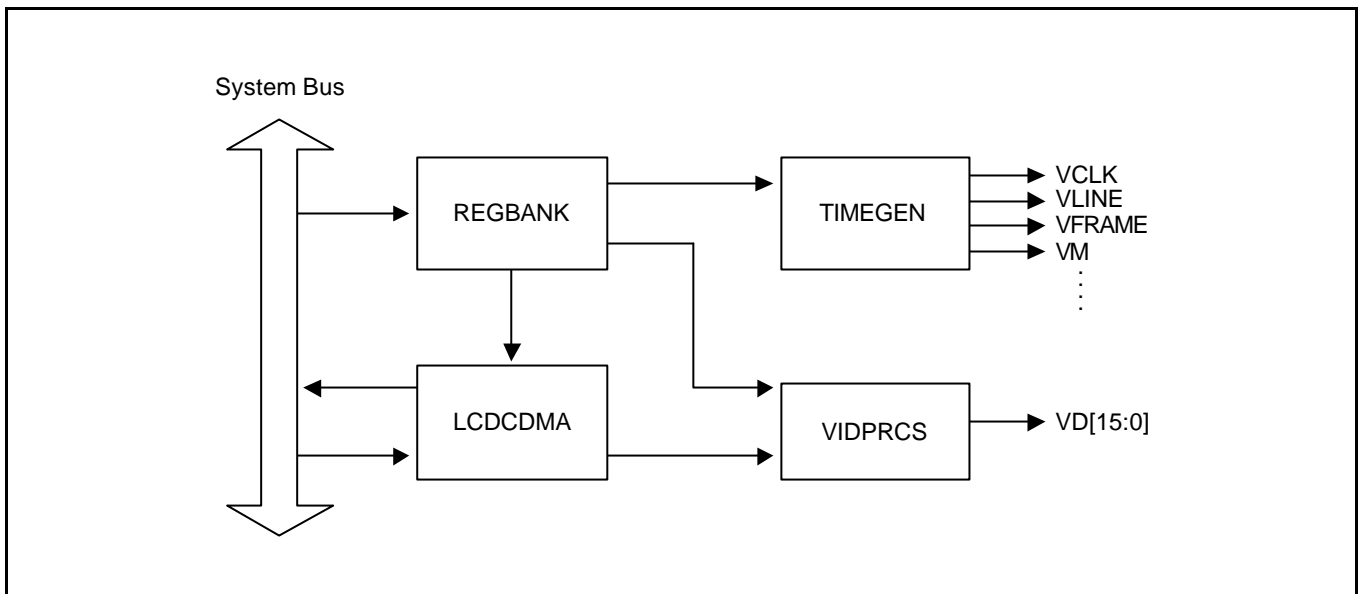 System Bus
REGBANK
TIMEGEN
VCLK
VLINE
VFRAME
VM
LCDCDMA
VIDPRCS
VD[15:0]